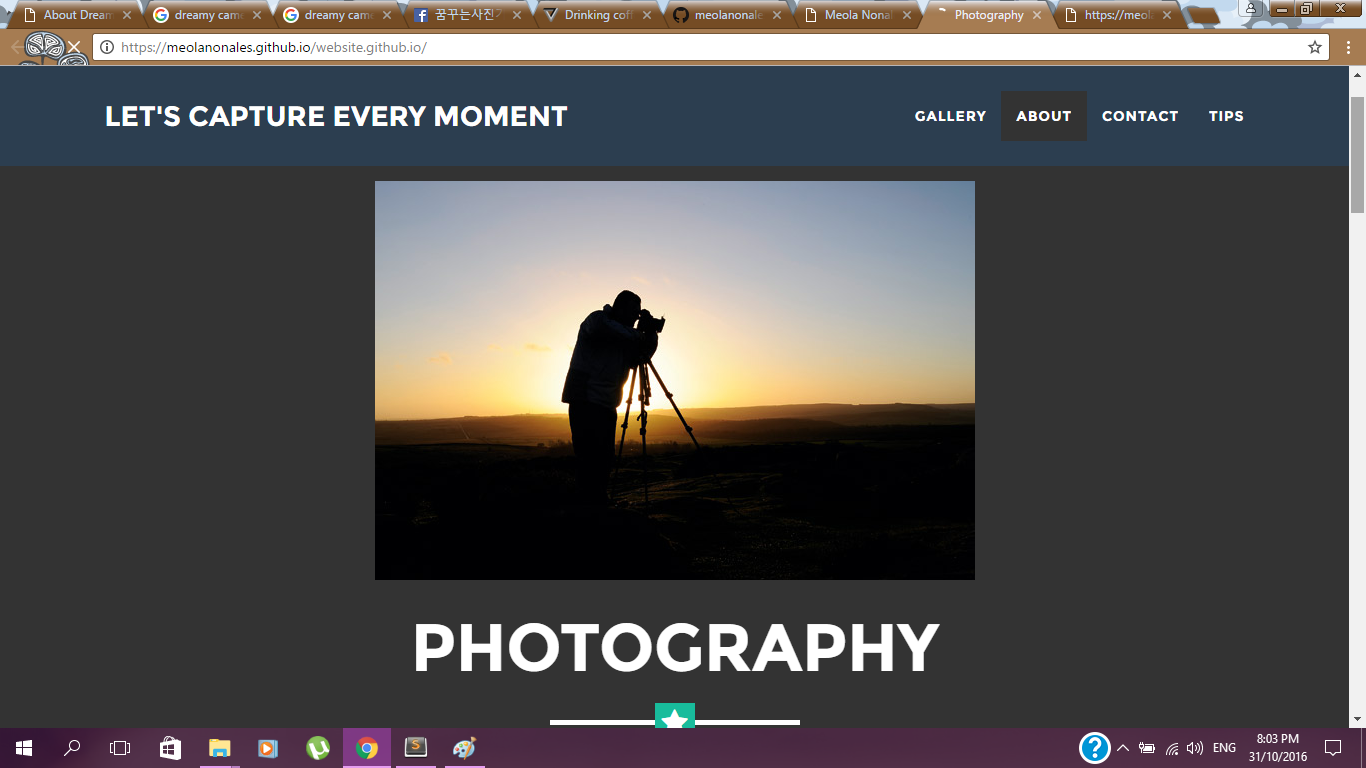 About Dream
dreamy came
dreamy came
꿈꾸는사진
Drinking coff
meolanonale
Meola Nonal
Photography
https://meola
https://meolanonales.github.io/website.github.io/
LET'S CAPTURE EVERY MOMENT
GALLERY
ABOUT
CONTACT
TIPS
PHOTOGRAPHY
ENG
8:03 PM
31/10/2016